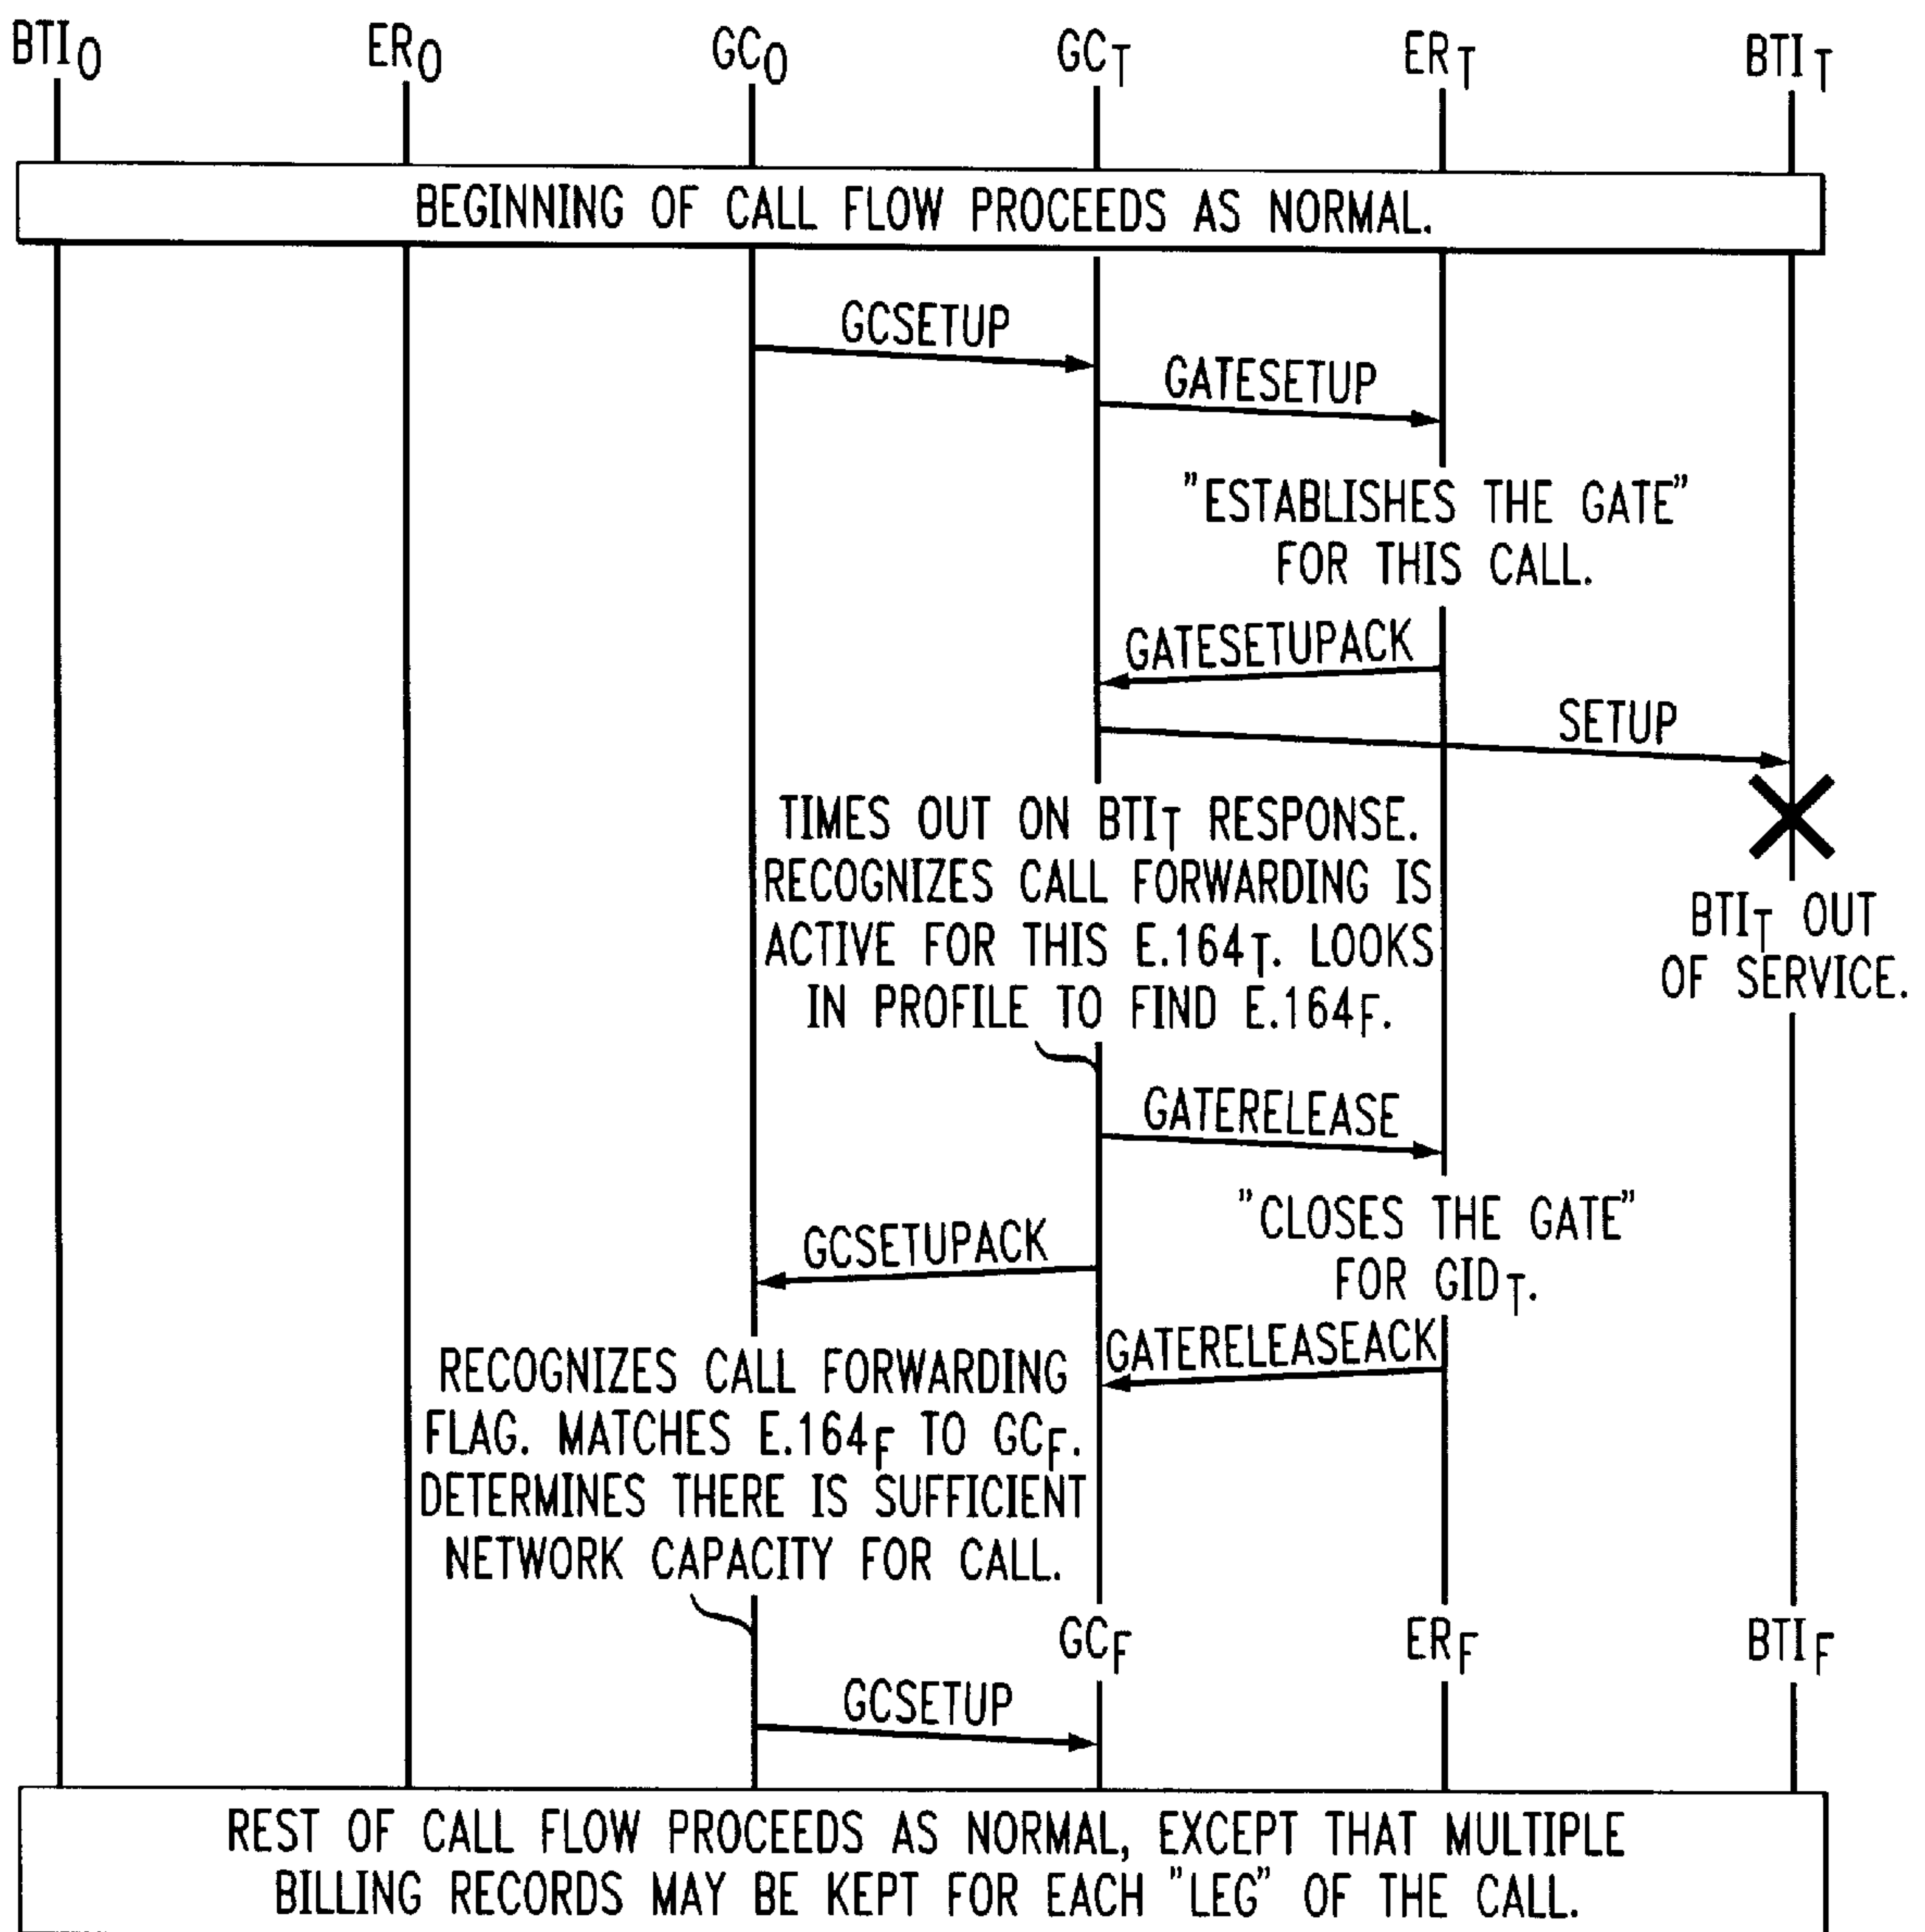 BTIO ERO GCO GCT ERT BTIT
BEGINNING OF CALL FLOW PROCEEDS AS NORMAL.
GCSETUP
GATESETUP
"ESTABLISHES THE GATE"
FOR THIS CALL.
GATESETUPACK
SETUP
TIMES OUT ON BTIT RESPONSE.
RECOGNIZES CALL FORWARDING IS
ACTIVE FOR THIS E.164T. LOOKS
IN PROFILE TO FIND E.164F.
BTIT OUT
OF SERVICE.
GATERELEASE
"CLOSES THE GATE"
FOR GIDT.
GCSETUPACK
GATERELEASEACK
RECOGNIZES CALL FORWARDING
FLAG. MATCHES E.164F TO GCF.
DETERMINES THERE IS SUFFICIENT
NETWORK CAPACITY FOR CALL.
GCF ERF BTIF
GCSETUP
REST OF CALL FLOW PROCEEDS AS NORMAL, EXCEPT THAT MULTIPLE
BILLING RECORDS MAY BE KEPT FOR EACH "LEG" OF THE CALL.